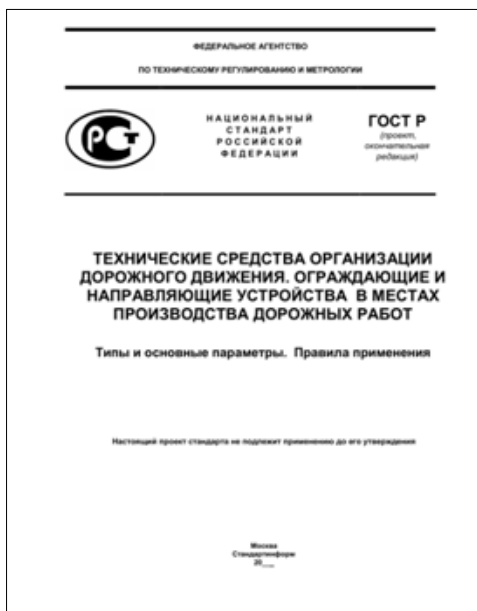 ФЕДЕРАЛЬНОЕ АГЕНТСТВО
ПО ТЕХНИЧЕСКОМУ РЕГУЛИРОВАНИЮ И МЕТРОЛОГИИ
НАЦИОНАЛЬНЫЙ
СТАНДАРТ
РОССИЙСКОЙ
ФЕДЕРАЦИИ
ГОСТ Р
(проект,
окончательная
редакция)
ТЕХНИЧЕСКИЕ СРЕДСТВА ОРГАНИЗАЦИИ
ДОРОЖНОГО ДВИЖЕНИЯ. ОГРАЖДАЮЩИЕ И
НАПРАВЛЯЮЩИЕ УСТРОЙСТВА В МЕСТАХ
ПРОИЗВОДСТВА ДОРОЖНЫХ РАБОТ
Типы и основные параметры. Правила применения
Настоящий проект стандарта не подлежит применению до его утверждения
Москва
Стандартинформ
20__